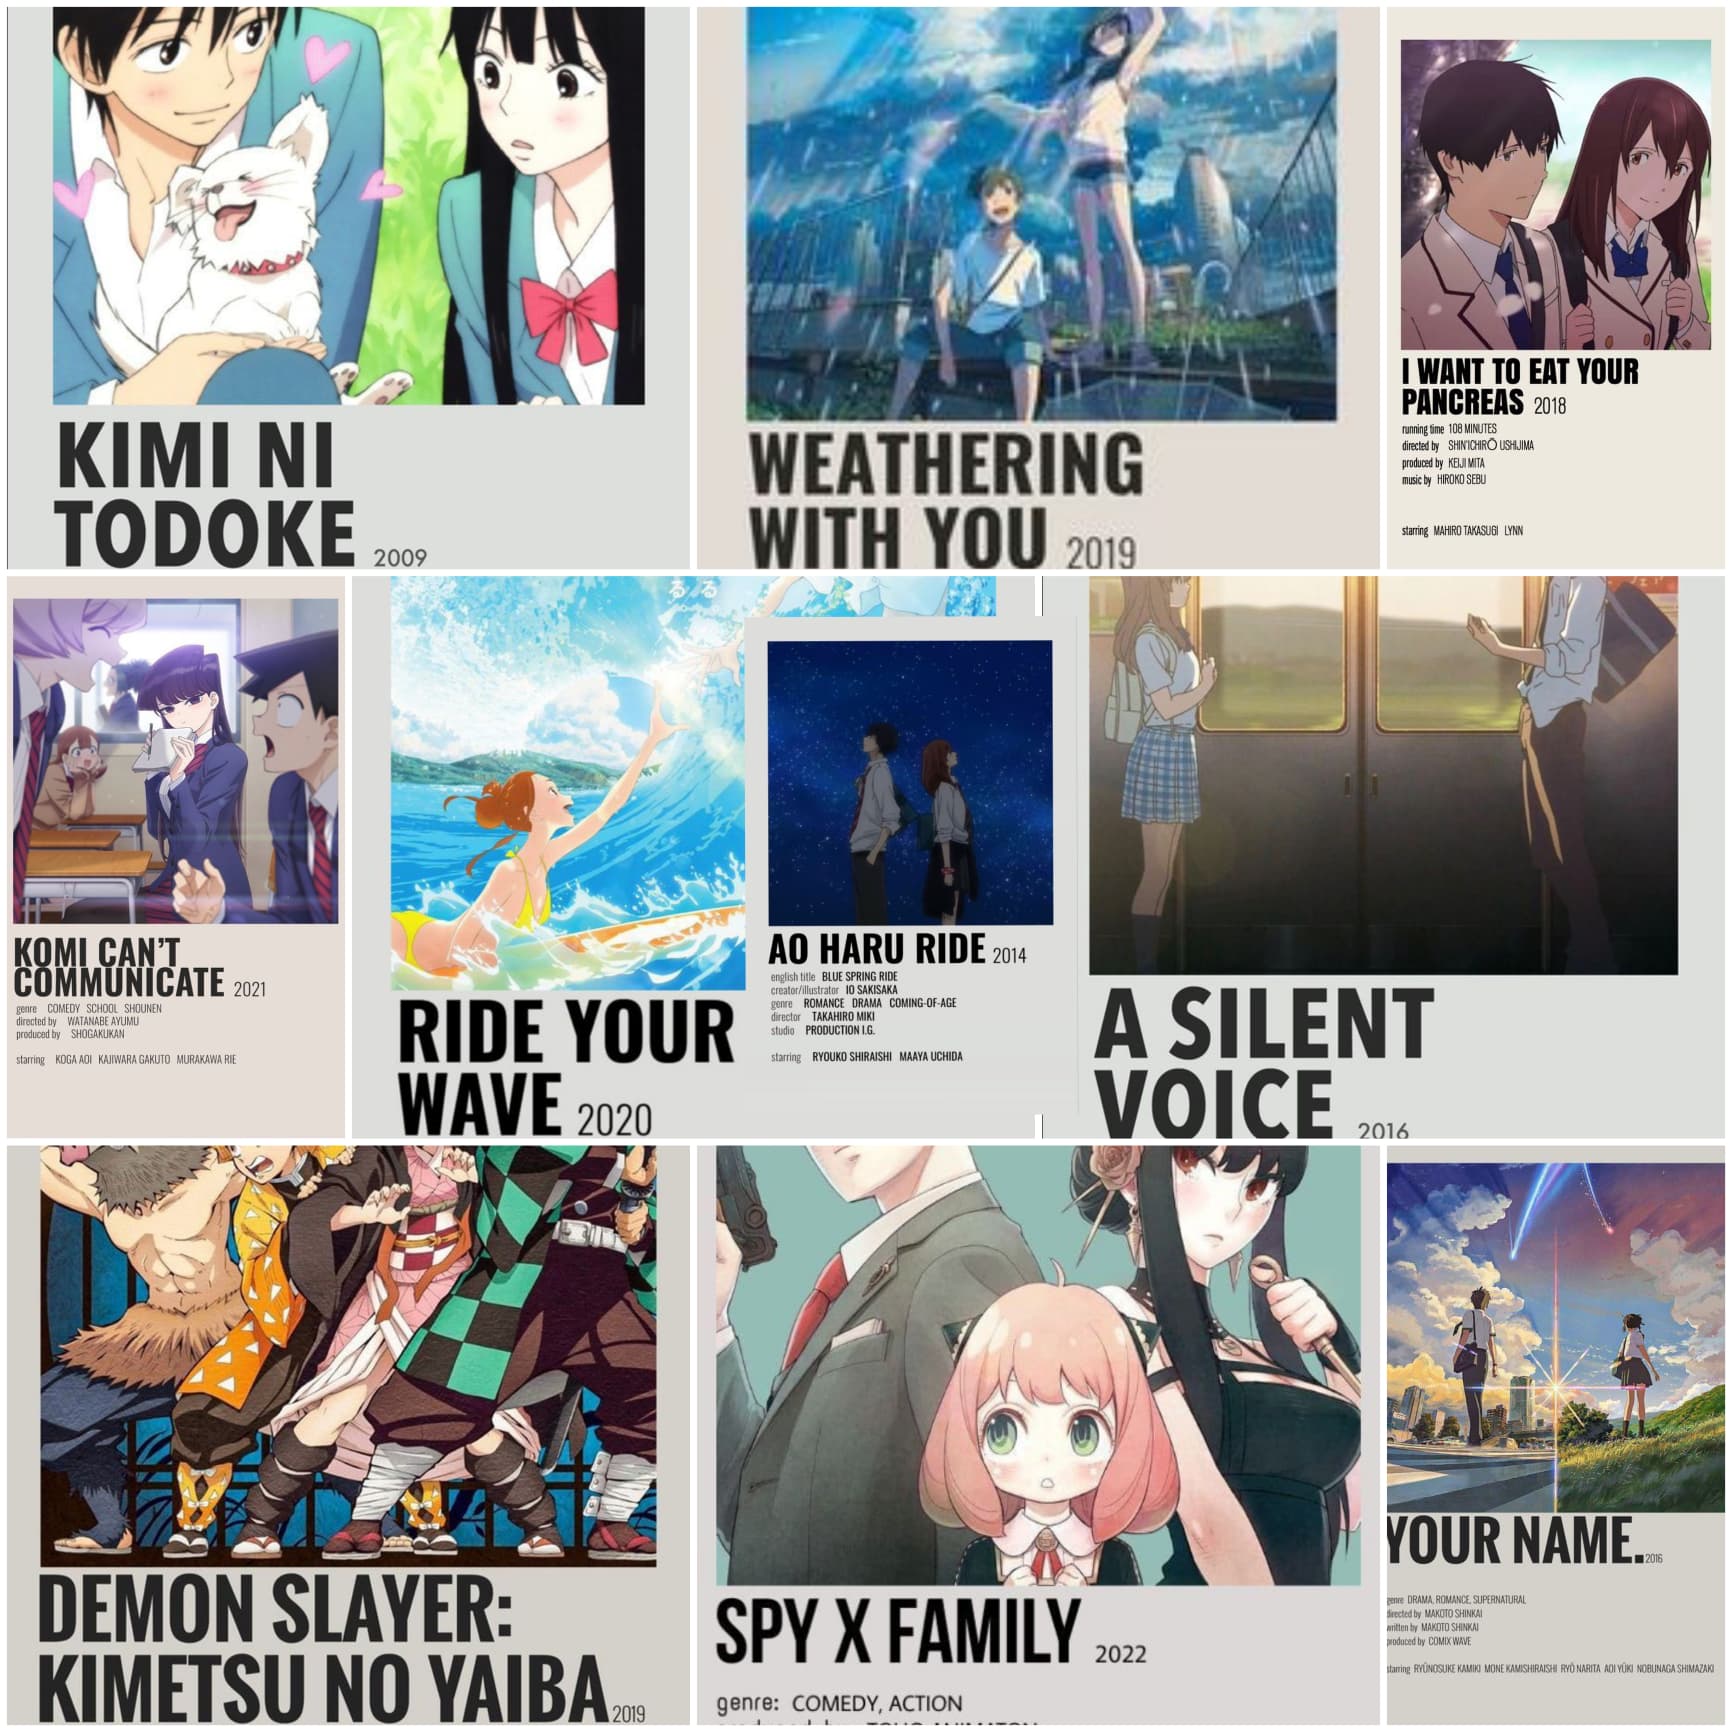 KIMI NI
TODOKE 2009
WEATHERING
WITH YOU 2019
I WANT TO EAT YOUR
PANCREAS 2018
running time 108 MINUTES
directed by SHIN'ICHIRŌ USHIJIMA
produced by KEIJI MITA
music by HIROKO SEBU
starring MAHIRO TAKASUGI LYNN
KOMI CAN'T
COMMUNICATE 2021
genre COMEDY SCHOOL SHOUNEN
directed by WATANABE AYUMU
produced by SHOGAKUKAN
starring KOGA AOI KAJIWARA GAKUTO MURAKAWA RIE
る る
RIDE YOUR
WAVE 2020
AO HARU RIDE 2014
english title BLUE SPRING RIDE
creator/illustrator IO SAKISAKA
genre ROMANCE DRAMA COMING-OF-AGE
director TAKAHIRO MIKI
studio PRODUCTION I.G.
starring RYOUKO SHIRAISHI MAAYA UCHIDA
A SILENT
VOICE 2016
DEMON SLAYER:
KIMETSU NO YAIBA 2019
SPY X FAMILY 2022
genre: COMEDY, ACTION
YOUR NAME. 2016
genre DRAMA, ROMANCE, SUPERNATURAL
directed by MAKOTO SHINKAI
written by MAKOTO SHINKAI
produced by COMIX WAVE
starring RYŪNOSUKE KAMIKI MONE KAMISHIRAISHI RYŌ NARITA AOI YŪKI NOBUNAGA SHIMAZAKI